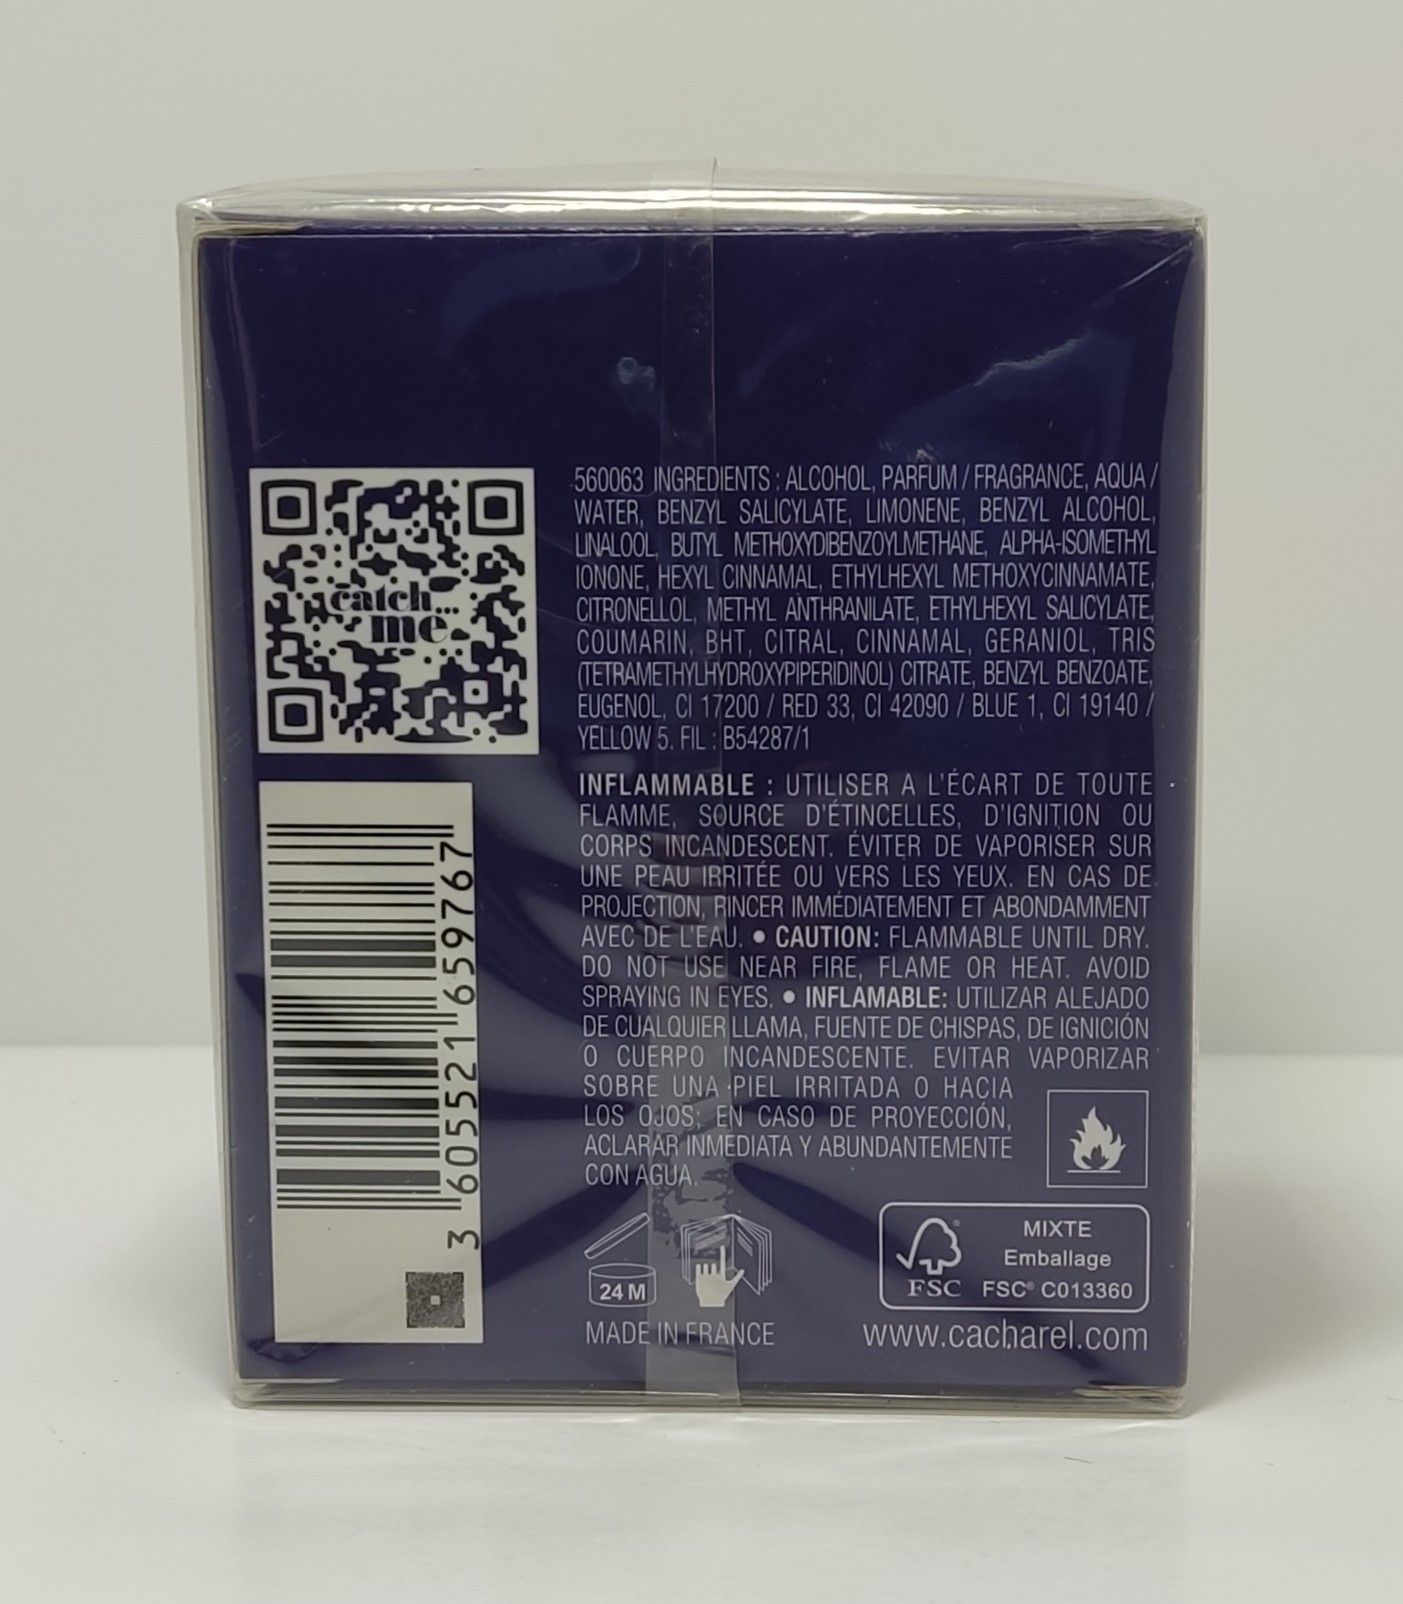 catch...
me
560063 INGREDIENTS : ALCOHOL, PARFUM / FRAGRANCE, AQUA /
WATER, BENZYL SALICYLATE, LIMONENE, BENZYL ALCOHOL,
LINALOOL, BUTYL METHOXYDIBENZOYLMETHANE, ALPHA-ISOMETHYL
IONONE, HEXYL CINNAMAL, ETHYLHEXYL METHOXYCINNAMATE,
CITRONELLOL, METHYL ANTHRANILATE, ETHYLHEXYL SALICYLATE,
COUMARIN, BHT, CITRAL, CINNAMAL, GERANIOL, TRIS
(TETRAMETHYLHYDROXYPIPERIDINOL) CITRATE, BENZYL BENZOATE,
EUGENOL, CI 17200 / RED 33, CI 42090 / BLUE 1, CI 19140 /
YELLOW 5. FIL : B54287/1
INFLAMMABLE : UTILISER A L'ÉCART DE TOUTE
FLAMME, SOURCE D'ÉTINCELLES, D'IGNITION OU
CORPS INCANDESCENT. ÉVITER DE VAPORISER SUR
UNE PEAU IRRITÉE OU VERS LES YEUX. EN CAS DE
PROJECTION, RINCER IMMÉDIATEMENT ET ABONDAMMENT
AVEC DE L'EAU. • CAUTION: FLAMMABLE UNTIL DRY.
DO NOT USE NEAR FIRE, FLAME OR HEAT. AVOID
SPRAYING IN EYES. • INFLAMABLE: UTILIZAR ALEJADO
DE CUALQUIER LLAMA, FUENTE DE CHISPAS, DE IGNICIÓN
O CUERPO INCANDESCENTE. EVITAR VAPORIZAR
SOBRE UNA PIEL IRRITADA O HACIA
LOS OJOS; EN CASO DE PROYECCIÓN,
ACLARAR INMEDIATA Y ABUNDANTEMENTE
CON AGUA.
3 605521 659767
24 M
MADE IN FRANCE
FSC
MIXTE
Emballage
FSC® C013360
www.cacharel.com